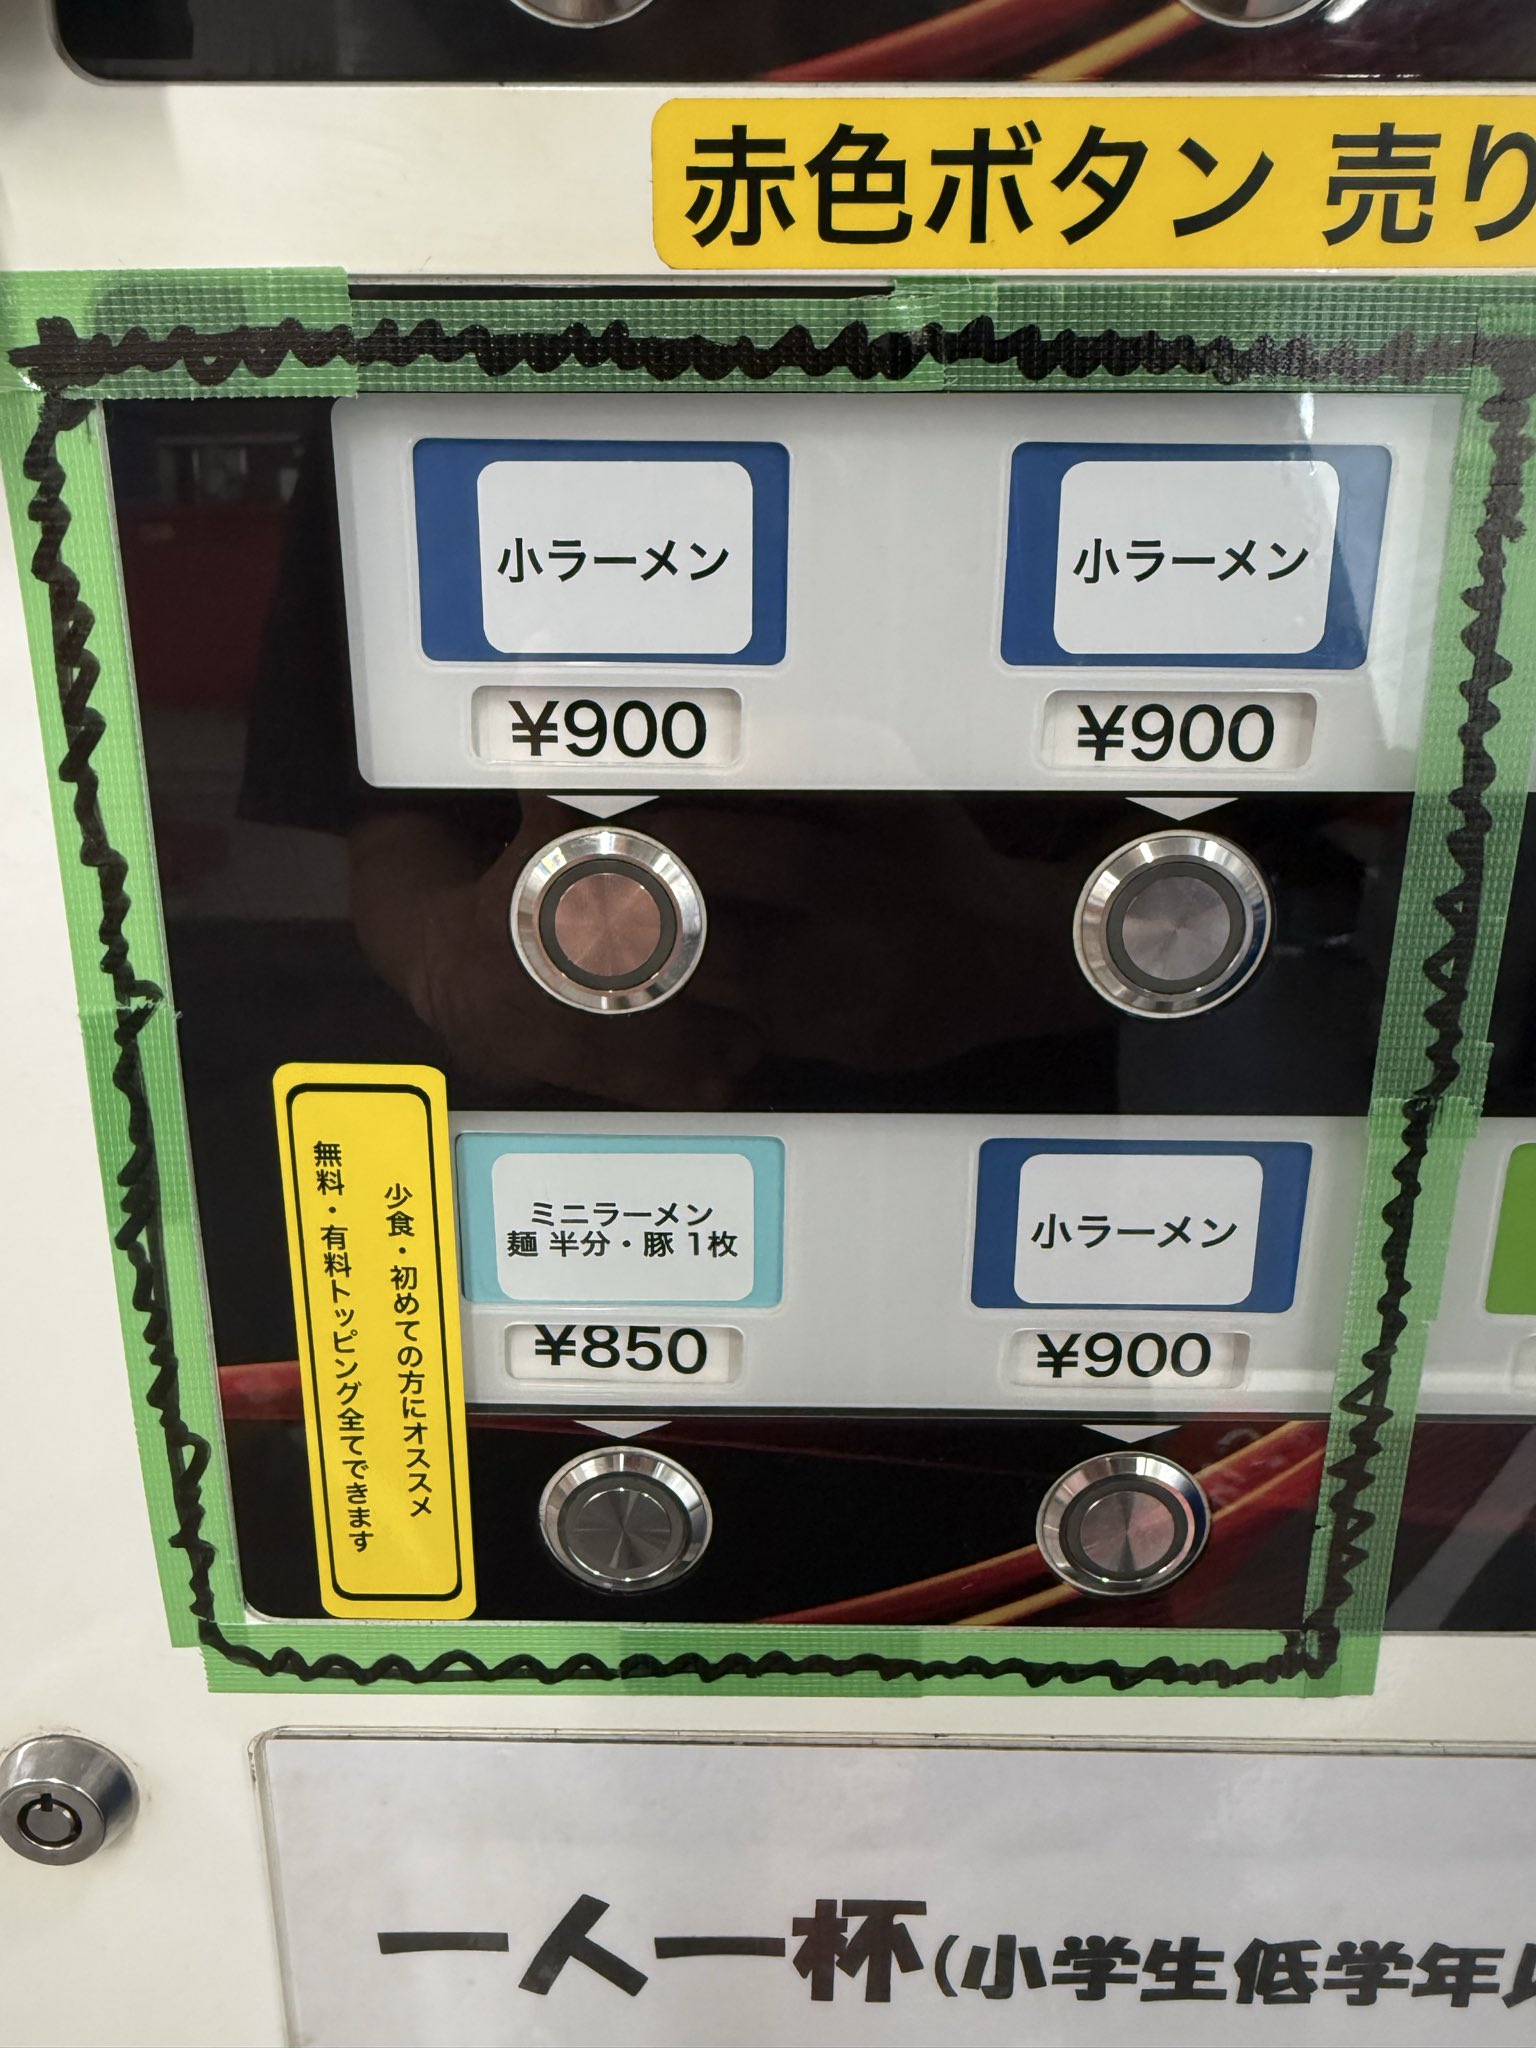 赤色ボタン 売り
小ラーメン
¥900
小ラーメン
¥900
少食・初めての方にオススメ
無料・有料トッピング全てできます
ミニラーメン
麺 半分・豚 1枚
¥850
小ラーメン
¥900
一人一杯(小学生低学年